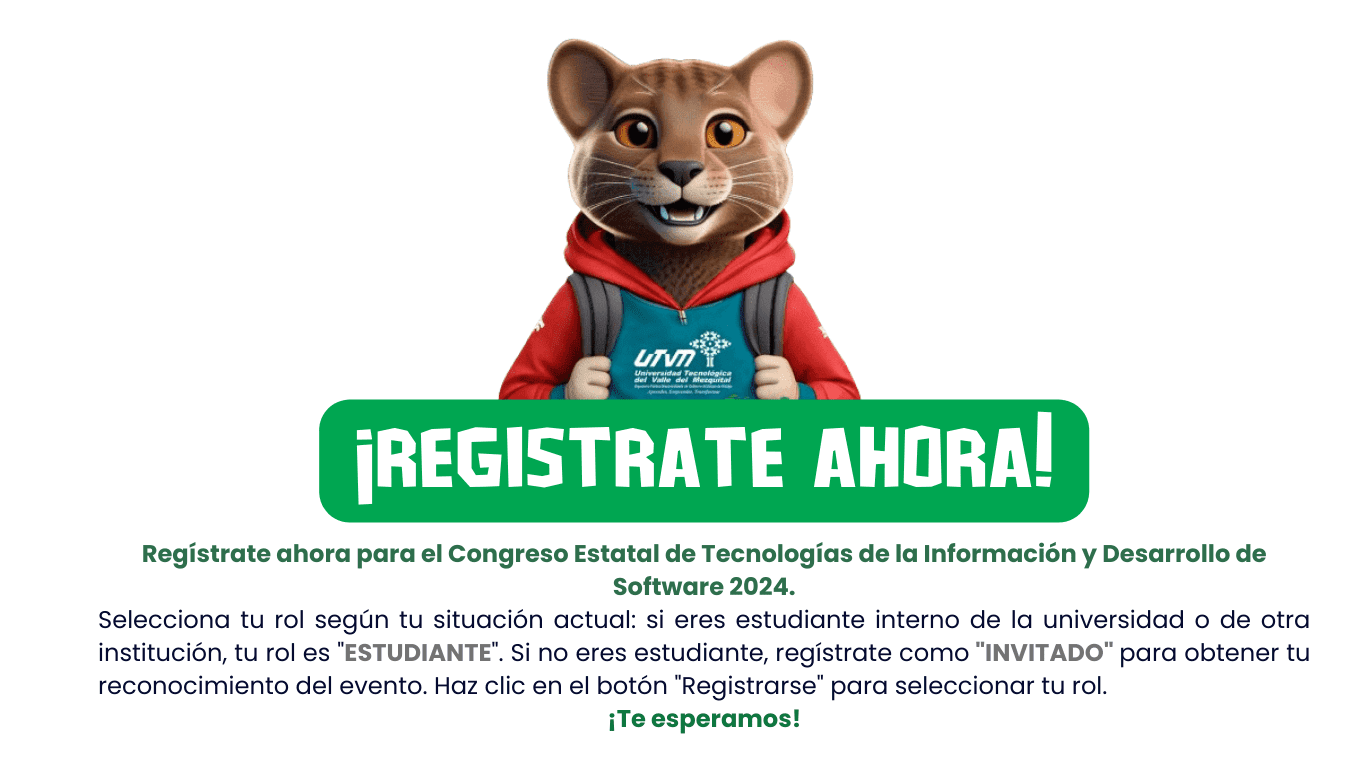 UTVM
Universidad Tecnológica
del Valle del Mezquital
¡REGISTRATE AHORA!
Regístrate ahora para el Congreso Estatal de Tecnologías de la Información y Desarrollo de
Software 2024.
Selecciona tu rol según tu situación actual: si eres estudiante interno de la universidad o de otra
institución, tu rol es "ESTUDIANTE". Si no eres estudiante, regístrate como "INVITADO" para obtener tu
reconocimiento del evento. Haz clic en el botón "Registrarse" para seleccionar tu rol.
¡Te esperamos!